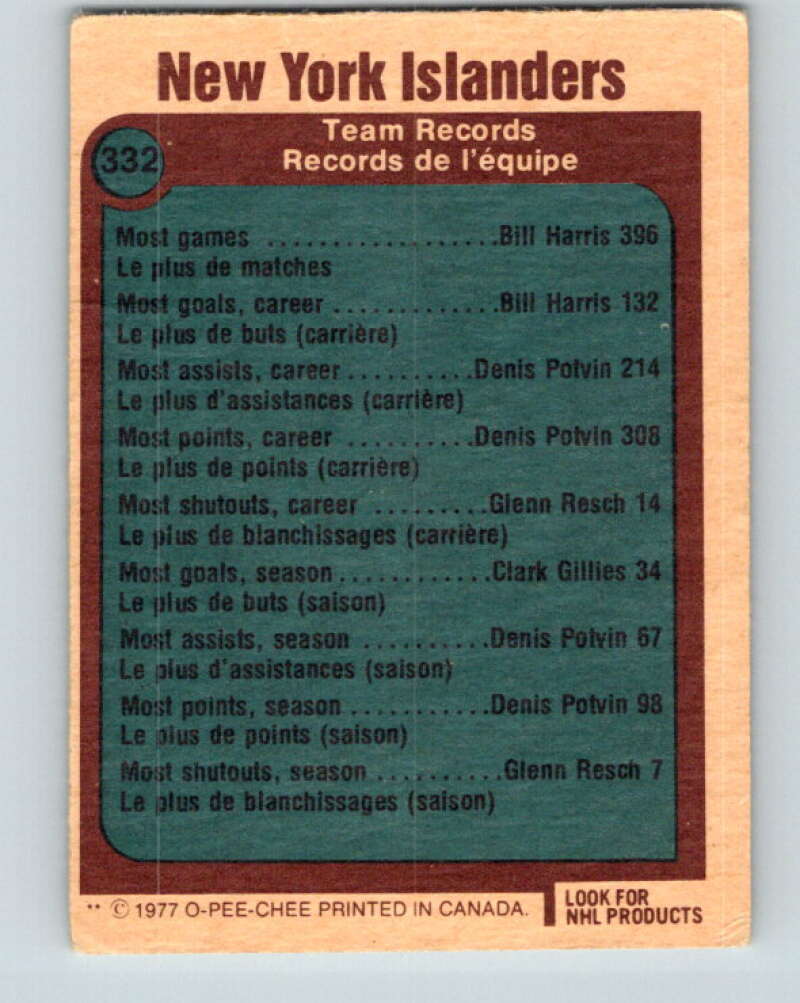 New York Islanders
332
Team Records
Records de l'équipe
Most games ..................Bill Harris 396
Le plus de matches
Most goals, career .............Bill Harris 132
Le plus de buts (carrière)
Most assists, career ..........Denis Potvin 214
Le plus d'assistances (carrière)
Most points, career ..........Denis Potvin 308
Le plus de points (carrière)
Most shutouts, career .........Glenn Resch 14
Le plus de blanchissages (carrière)
Most goals, season ............Clark Gillies 34
Le plus de buts (saison)
Most assists, season ..........Denis Potvin 67
Le plus d'assistances (saison)
Most points, season ...........Denis Potvin 98
Le plus de points (saison)
Most shutouts, season ..........Glenn Resch 7
Le plus de blanchissages (saison)
** © 1977 O-PEE-CHEE PRINTED IN CANADA.
LOOK FOR
NHL PRODUCTS